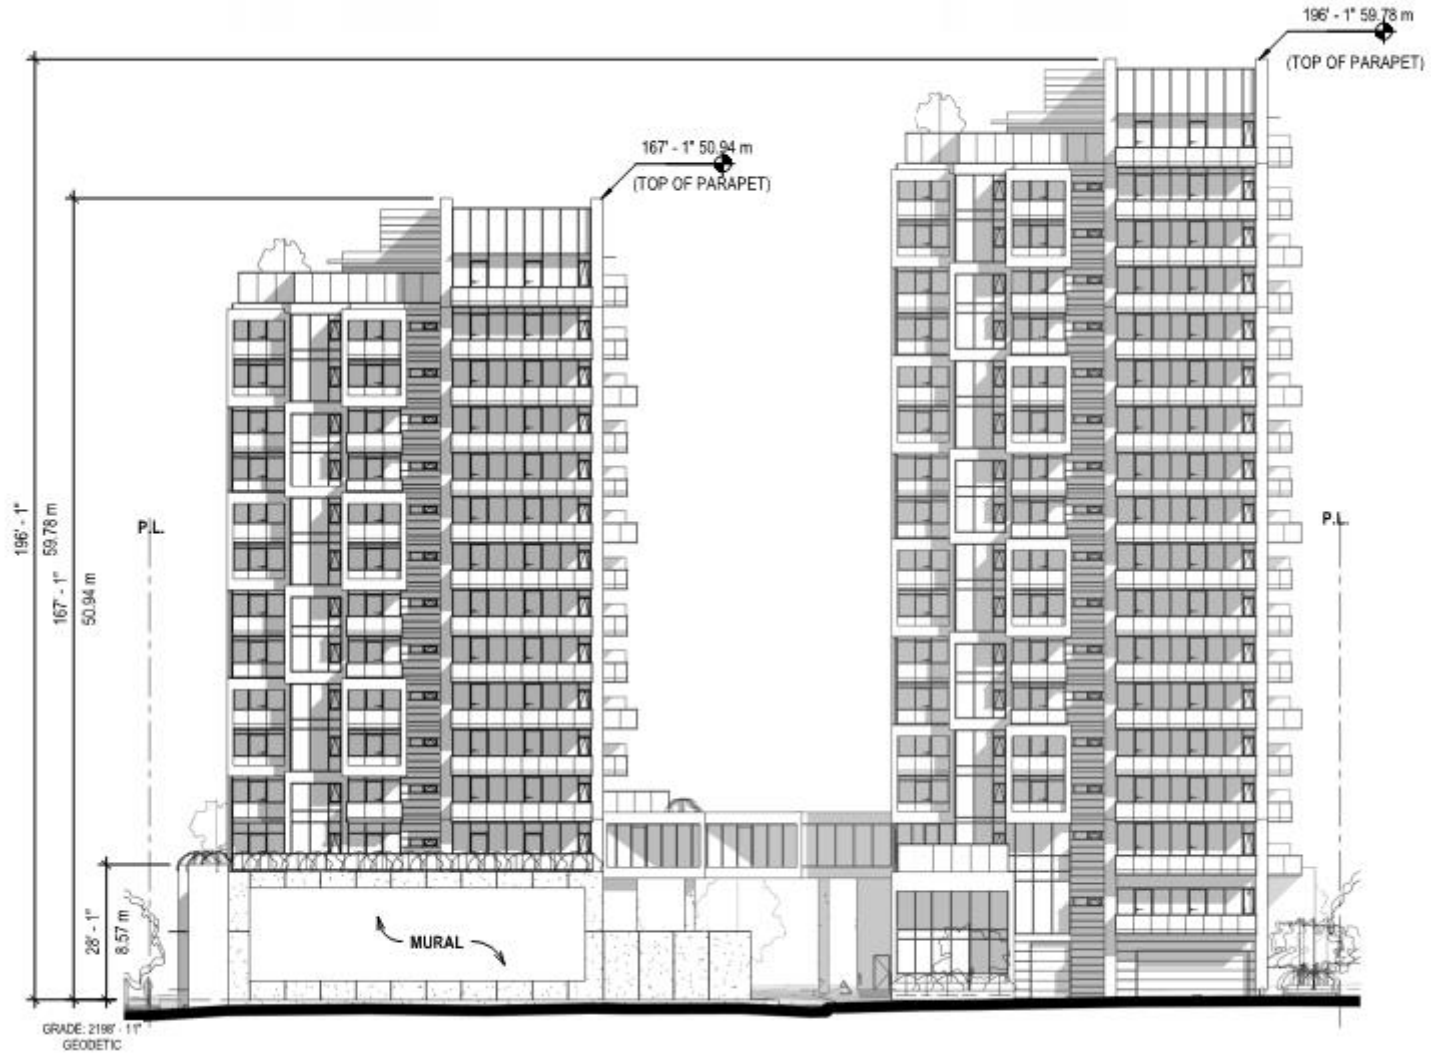 196' - 1" 59.78 m
(TOP OF PARAPET)
167' - 1" 50.94 m
(TOP OF PARAPET)
196' - 1"
59.78 m
167' - 1"
50.94 m
P.L.
P.L.
28' - 1"
8.57 m
MURAL
GRADE: 2198' - 11"
GEODETIC